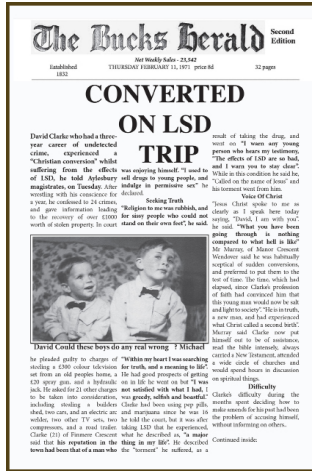 The Bucks Herald
Second
Edition
Net Weekly Sales - 23,542
Established
1832
THURSDAY FEBRUARY 11, 1971 price 8d
32 pages
CONVERTED
ON LSD
TRIP
David Clarke who had a three-
year career of undetected
crime, experienced a
"Christian conversion" whilst
suffering from the effects
of LSD, he told Aylesbury
magistrates, on Tuesday. After
wrestling with his conscience for
a year, he confessed to 24 crimes,
and gave information leading
to the recovery of over £1000
worth of stolen property. In court
was enjoying himself. "I used to
sell drugs to young people, and
indulge in permissive sex" he
declared.
Seeking Truth
"Religion to me was rubbish, and
for sissy people who could not
stand on their own feet", he said.
David Could these boys do any real wrong ? Michael
he pleaded guilty to charges of
stealing a £300 colour television
set from an old peoples home, a
£20 spray gun, and a hydraulic
jack. He asked for 21 other charges
to be taken into consideration,
including stealing a builders
shed, two cars, and an electric arc
welder, two other TV sets, two
compressors, and a road trailer.
Clarke (21) of Finmere Crescent
said that his reputation in the
town had been that of a man who
"Within my heart I was searching
for truth, and a meaning to life".
He had good prospects of getting
on in life he went on but "I was
not satisfied with what I had, I
was greedy, selfish and boastful."
Clarke had been using pep pills,
and marijuana since he was 16
he told the court, but it was after
taking LSD that he experienced,
what he described as, "a major
thing in my life". He described
the "torment" he suffered, as a
result of taking the drug, and
went on "I warn any young
person who hears my testimony,
"The effects of LSD are so bad,
and I warn you to stay clear".
While in this condition he said he,
"Called on the name of Jesus" and
his torment went from him.
Voice Of Christ
"Jesus Christ spoke to me as
clearly as I speak here today
saying, "David, I am with you".
he said. "What you have been
going through is nothing
compared to what hell is like"
Mr Murray, of Manor Crescent
Wendover said he was habitually
sceptical of sudden conversions,
and preferred to put them to the
test of time. The time, which had
elapsed, since Clarke's profession
of faith had convinced him that
this young man would now be salt
and light to society". "He is in truth,
a new man, and had experienced
what Christ called a second birth'.
Murray said Clarke now put
himself out to be of assistance,
read the bible intensely, always
carried a New Testament, attended
a wide circle of churches and
would spend hours in discussion
on spiritual things.
Difficulty
Clarke's difficulty during the
months spent deciding how to
make amends for his past had been
the problem of accusing himself,
without informing on others..
Continued inside: